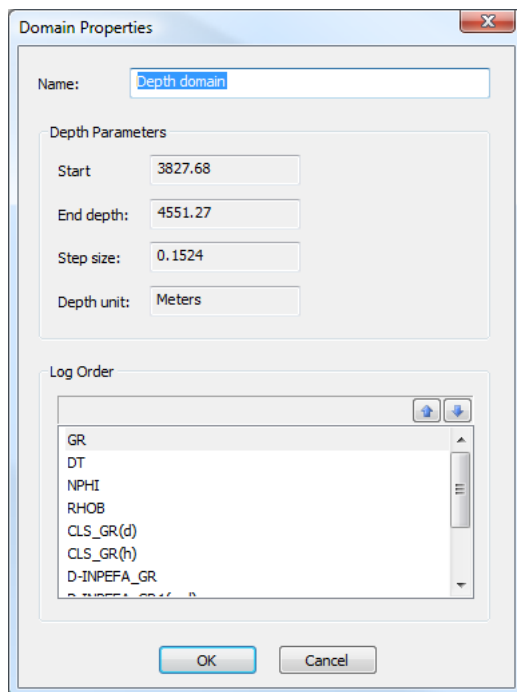 Domain Properties
Name: Depth domain
Depth Parameters
Start 3827.68
End depth: 4551.27
Step size: 0.1524
Depth unit: Meters
Log Order
GR
DT
NPHI
RHOB
CLS_GR(d)
CLS_GR(h)
D-INPEFA_GR
OK Cancel